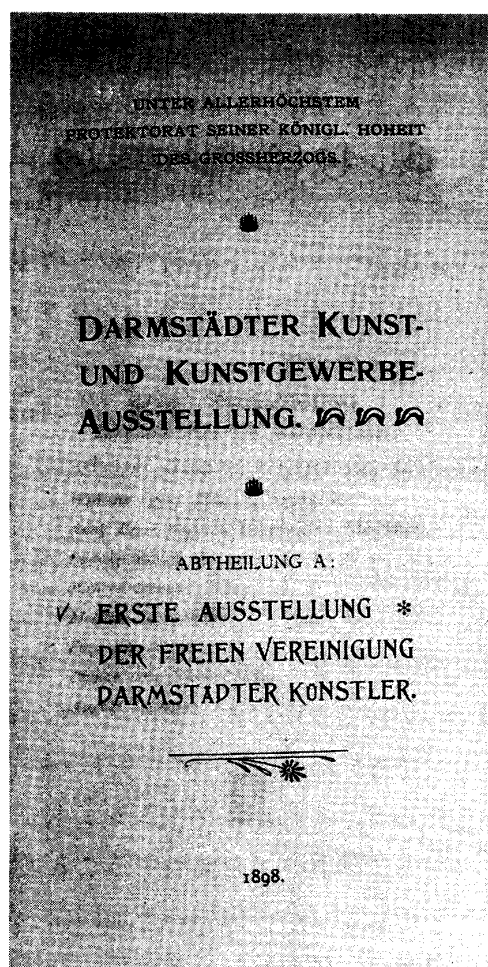 UNTER ALLERHÖCHSTEM
PROTEKTORAT SEINER KÖNIGL. HOHEIT
DES GROSSHERZOGS.
DARMSTÄDTER KUNST-
UND KUNSTGEWERBE-
AUSSTELLUNG.
ABTHEILUNG A:
ERSTE AUSSTELLUNG *
DER FREIEN VEREINIGUNG
DARMSTÄDTER KÜNSTLER.
1898.